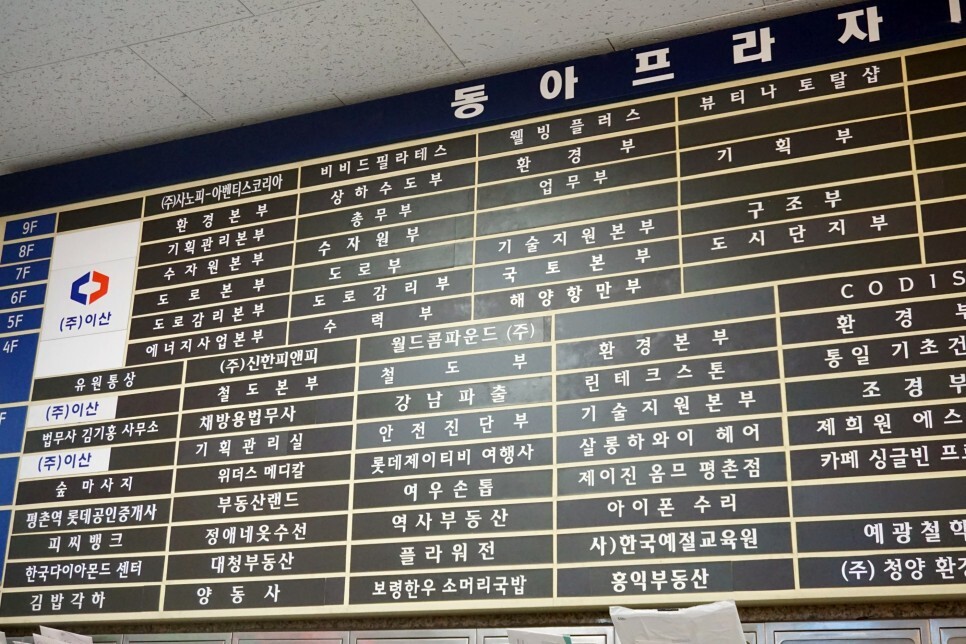 동아프라자
9F (주)사노피-아벤티스코리아 비비드필라테스 웰빙 플러스 뷰티나토탈샵
8F 환경본부 상하수도부 환경부
7F 기획관리본부 총무부 업무부 기획부
6F 수자원본부 수자원부
5F 도로본부 도로부 기술지원본부 구조부
(주)이산
도로감리본부 도로감리부 국토본부 도시단지부
4F 에너지사업본부 수력부 해양항만부
유원통상 (주)신한피앤피 월드콤파운드 (주) CODIS
(주)이산 철도본부 철도부 환경본부 환경부
법무사 김기홍 사무소 채방용법무사 강남파출 린테크스톤 통일 기초건
(주)이산 기획관리실 안전진단부 기술지원본부 조경부
숲마사지 위더스 메디칼 롯데제이티비 여행사 살롱하와이 헤어 제희원 에스
평촌역 롯데공인중개사 부동산랜드 여우손톱 제이진 옴므 평촌점 카페 싱글빈
피씨뱅크 정애네옷수선 역사부동산 아이폰 수리
한국다이아몬드 센터 대청부동산 플라워전 사)한국예절교육원 예광철학
김밥각하 양동사 보령한우 소머리국밥 홍익부동산 (주)청양